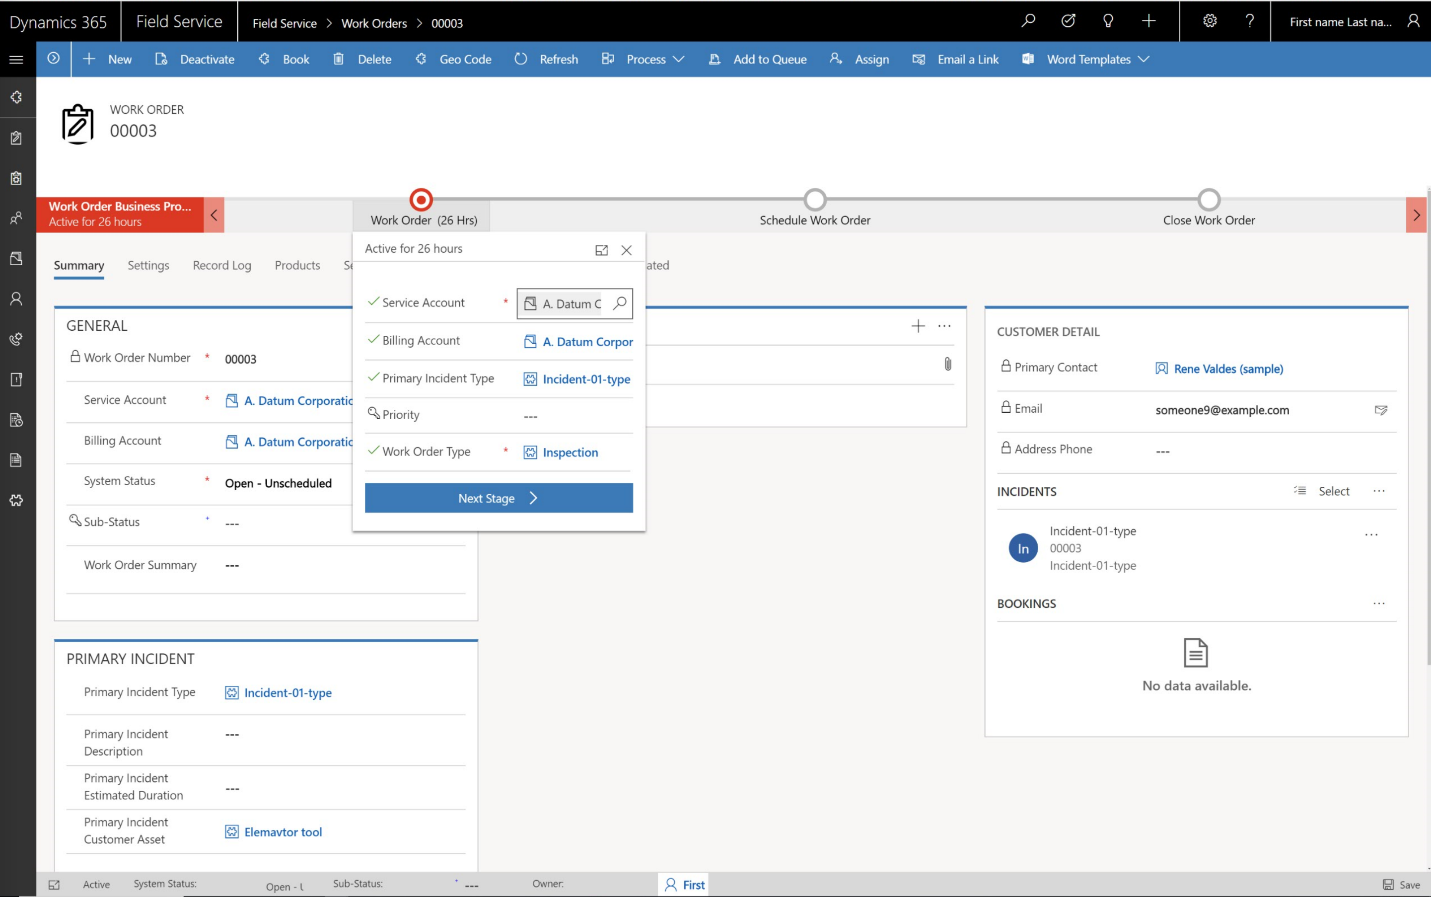 Dynamics 365
Field Service
Field Service > Work Orders > 00003
First name Last na...
New
Deactivate
Book
Delete
Geo Code
Refresh
Process
Add to Queue
Assign
Email a Link
Word Templates
WORK ORDER
00003
Work Order Business Pro...
Active for 26 hours
Work Order (26 Hrs)
Schedule Work Order
Close Work Order
Active for 26 hours
Summary
Settings
Record Log
Products
Se
ated
Service Account * A. Datum C
Billing Account A. Datum Corpor
Primary Incident Type Incident-01-type
Priority ---
Work Order Type * Inspection
Next Stage
GENERAL
Work Order Number * 00003
Service Account * A. Datum Corporatic
Billing Account A. Datum Corporatic
System Status * Open - Unscheduled
Sub-Status + ---
Work Order Summary ---
PRIMARY INCIDENT
Primary Incident Type Incident-01-type
Primary Incident
Description
---
Primary Incident
Estimated Duration
---
Primary Incident
Customer Asset
Elemavtor tool
CUSTOMER DETAIL
Primary Contact Rene Valdes (sample)
Email someone9@example.com
Address Phone ---
INCIDENTS Select ...
In
Incident-01-type
00003
Incident-01-type
BOOKINGS ...
No data available.
Active System Status: Open - Sub-Status: + --- Owner: First Save